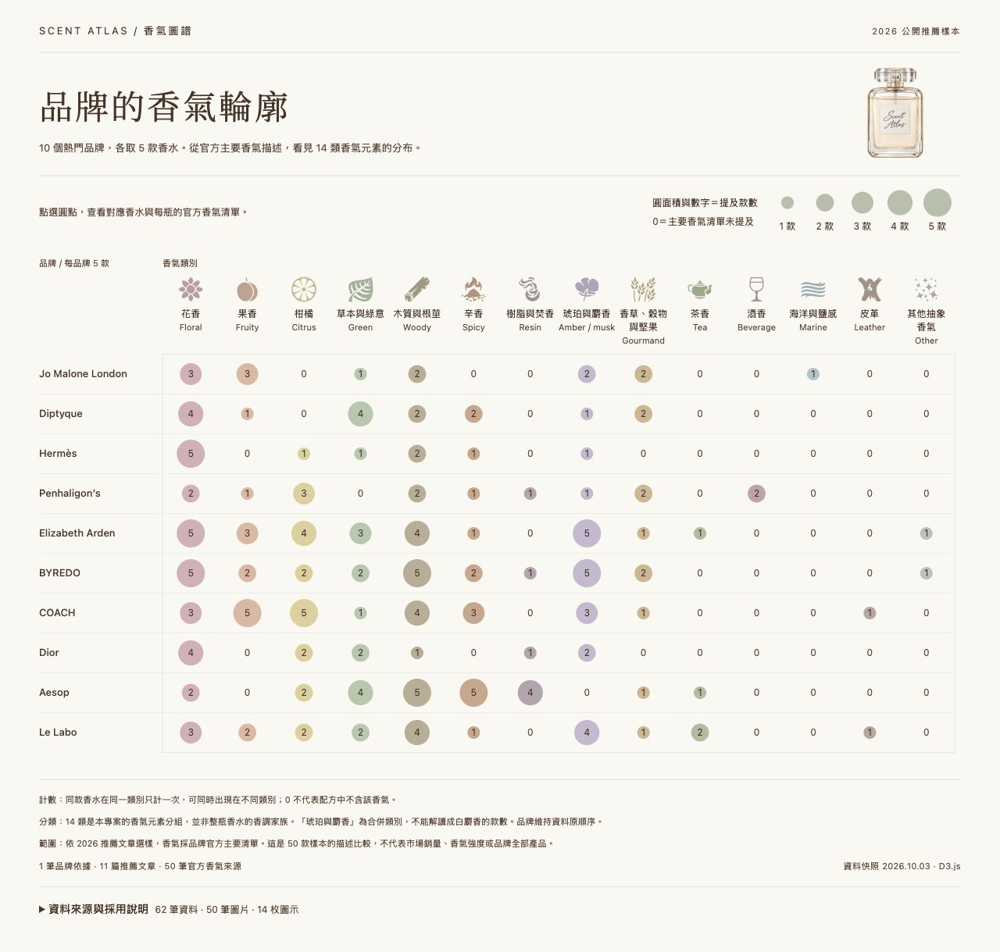 SCENT ATLAS / 香氣圖譜
2026 公開推薦樣本
品牌的香氣輪廓
10 個熱門品牌，各取 5 款香水。從官方主要香氣描述，看見 14 類香氣元素的分布。
Scent
Atlas
點選圓點，查看對應香水與每瓶的官方香氣清單。
圓面積與數字＝提及款數
0＝主要香氣清單未提及
1 款 2 款 3 款 4 款 5 款
品牌 / 每品牌 5 款 香氣類別
花香 果香 柑橘 草本與綠意 木質與根莖 辛香 樹脂與焚香 琥珀與麝香 香草、穀物與堅果 茶香 酒香 海洋與鹽感 皮革 其他抽象香氣
Floral Fruity Citrus Green Woody Spicy Resin Amber / musk Gourmand Tea Beverage Marine Leather Other
Jo Malone London 3 3 0 1 2 0 0 2 2 0 0 1 0 0
Diptyque 4 1 0 4 2 2 0 1 2 0 0 0 0 0
Hermès 5 0 1 1 2 1 0 1 0 0 0 0 0 0
Penhaligon’s 2 1 3 0 2 1 1 1 2 0 2 0 0 0
Elizabeth Arden 5 3 4 3 4 1 0 5 1 1 0 0 0 1
BYREDO 5 2 2 2 5 2 1 5 2 0 0 0 0 1
COACH 3 5 5 1 4 3 0 3 1 0 0 0 1 0
Dior 4 0 2 2 1 0 1 2 0 0 0 0 0 0
Aesop 2 0 2 4 5 5 4 0 1 1 0 0 0 0
Le Labo 3 2 2 2 4 1 0 4 1 2 0 0 1 0
計數：同款香水在同一類別只計一次，可同時出現在不同類別；0 不代表配方中不含該香氣。
分類：14 類是本專案的香氣元素分組，並非整瓶香水的香調家族。「琥珀與麝香」為合併類別，不能解讀成白麝香的款數。品牌維持資料原順序。
範圍：依 2026 推薦文章選樣，香氣採品牌官方主要清單。這是 50 款樣本的描述比較，不代表市場銷量、香氣強度或品牌全部產品。
1 筆品牌依據 · 11 篇推薦文章 · 50 筆官方香氣來源
資料快照 2026.10.03 · D3.js
▶ 資料來源與採用說明 62 筆資料 · 50 筆圖片 · 14 枚圖示